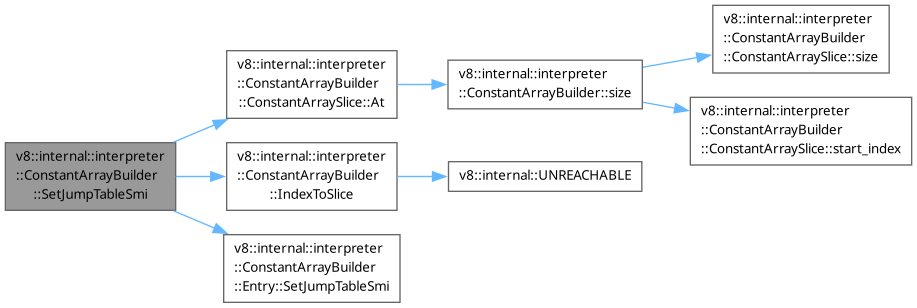 v8::internal::interpreter
::ConstantArrayBuilder
::SetJumpTableSmi
v8::internal::interpreter
::ConstantArrayBuilder
::ConstantArraySlice::At
v8::internal::interpreter
::ConstantArrayBuilder::size
v8::internal::interpreter
::ConstantArrayBuilder
::ConstantArraySlice::size
v8::internal::interpreter
::ConstantArrayBuilder
::ConstantArraySlice::start_index
v8::internal::interpreter
::ConstantArrayBuilder
::IndexToSlice
v8::internal::UNREACHABLE
v8::internal::interpreter
::ConstantArrayBuilder
::Entry::SetJumpTableSmi